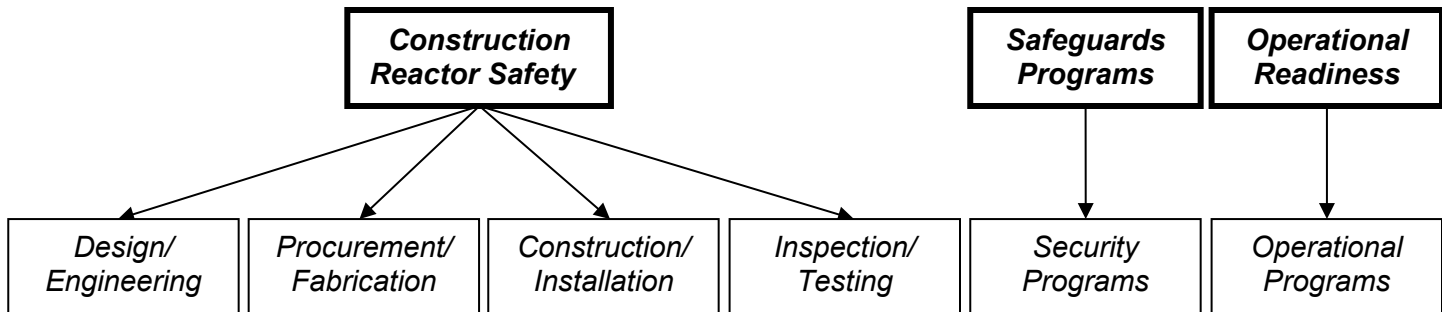 Construction
Reactor Safety
Safeguards
Programs
Operational
Readiness
Design/
Engineering
Procurement/
Fabrication
Construction/
Installation
Inspection/
Testing
Security
Programs
Operational
Programs